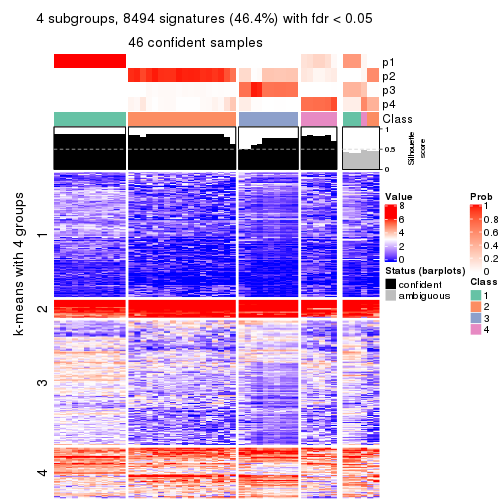 4 subgroups, 8494 signatures (46.4%) with fdr < 0.05
46 confident samples
p1
p2
p3
p4
Class
1
0.5
0
Silhouette
score
k-means with 4 groups
1
2
3
4
Value
8
6
4
2
0
Status (barplots)
confident
ambiguous
Prob
1
0.8
0.6
0.4
0.2
0
Class
1
2
3
4